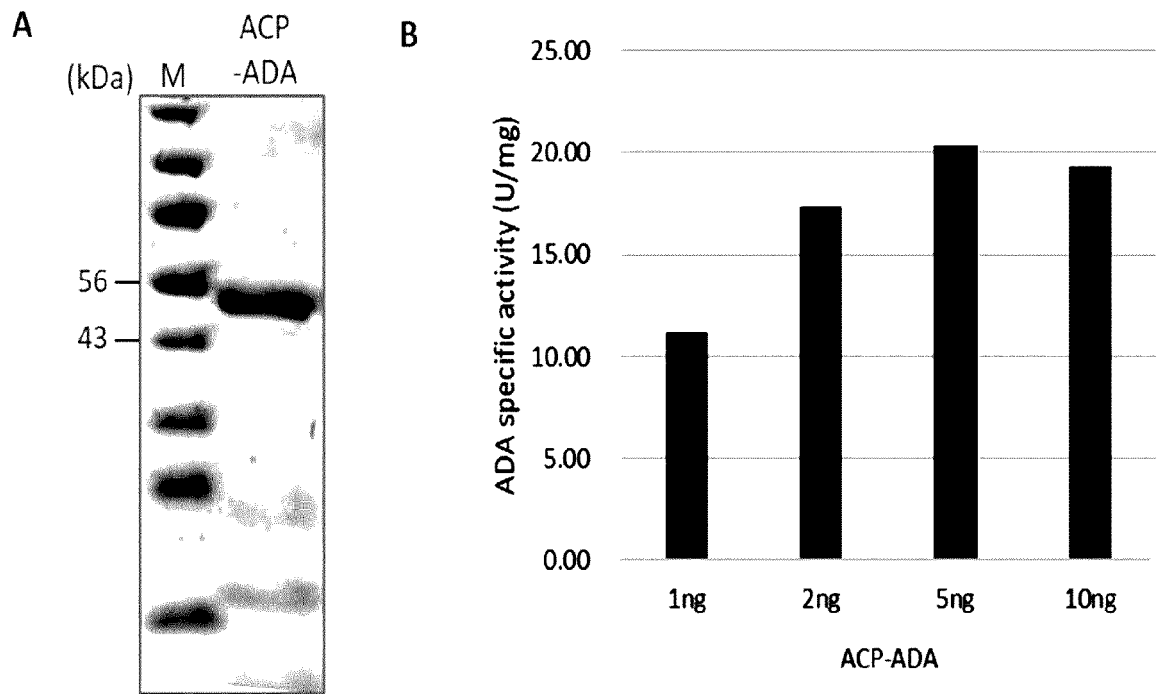 A
ACP
-ADA
(kDa) M
56
43
B
ADA specific activity (U/mg)
25.00
20.00
15.00
10.00
5.00
0.00
1ng 2ng 5ng 10ng
ACP-ADA